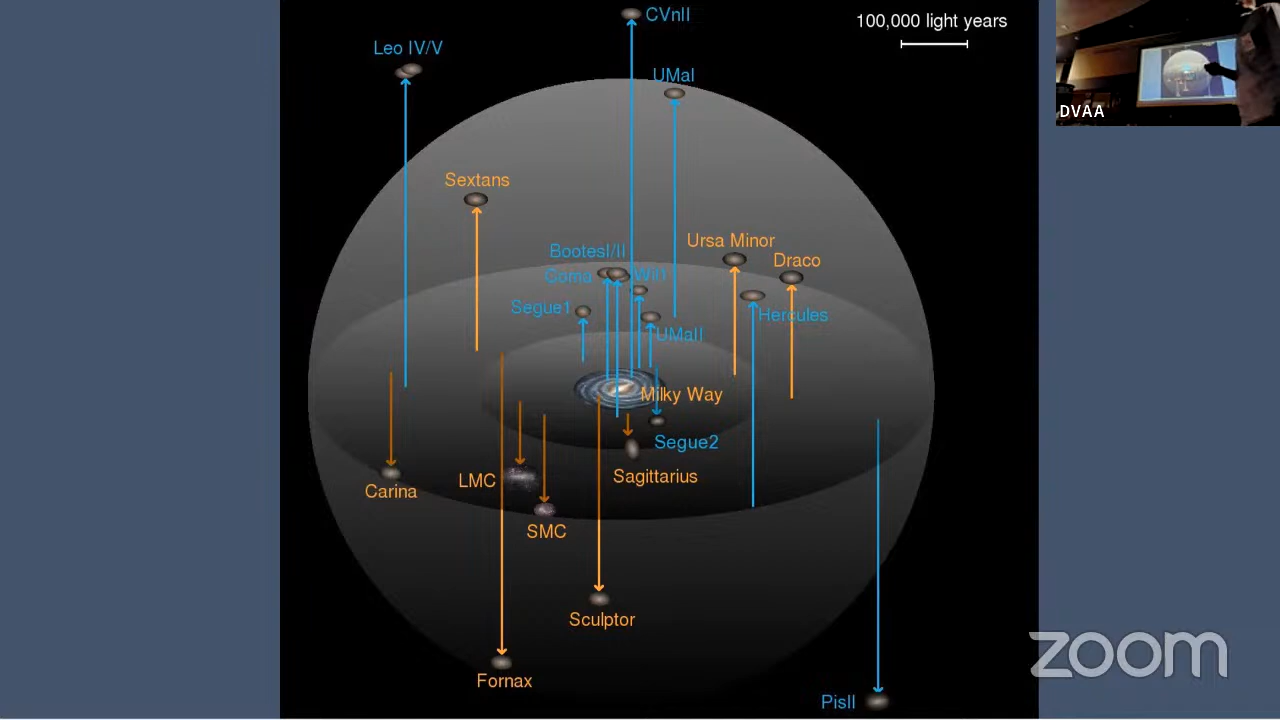 CVnII
100,000 light years
Leo IV/V
UMaI
DVAA
Sextans
Ursa Minor
BootesI/II
Draco
Coma
Wil1
Segue1
Hercules
UMaII
Milky Way
Segue2
LMC
Sagittarius
Carina
SMC
Sculptor
zoom
Fornax
PisII